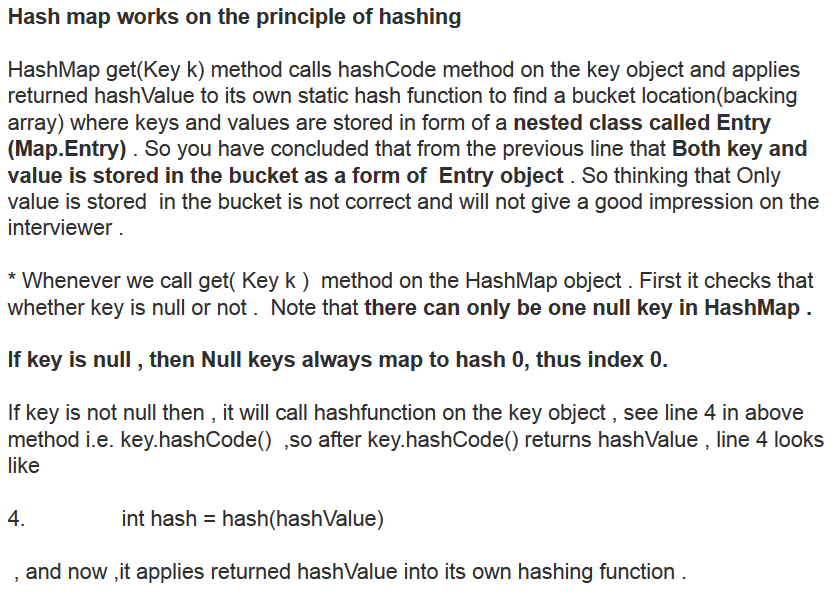 Hash map works on the principle of hashing
HashMap get(Key k) method calls hashCode method on the key object and applies
returned hashValue to its own static hash function to find a bucket location(backing
array) where keys and values are stored in form of a nested class called Entry
(Map.Entry) . So you have concluded that from the previous line that Both key and
value is stored in the bucket as a form of  Entry object . So thinking that Only
value is stored  in the bucket is not correct and will not give a good impression on the
interviewer .
* Whenever we call get( Key k )  method on the HashMap object . First it checks that
whether key is null or not .  Note that there can only be one null key in HashMap .
If key is null , then Null keys always map to hash 0, thus index 0.
If key is not null then , it will call hashfunction on the key object , see line 4 in above
method i.e. key.hashCode()  ,so after key.hashCode() returns hashValue , line 4 looks
like
4.             int hash = hash(hashValue)
, and now ,it applies returned hashValue into its own hashing function .